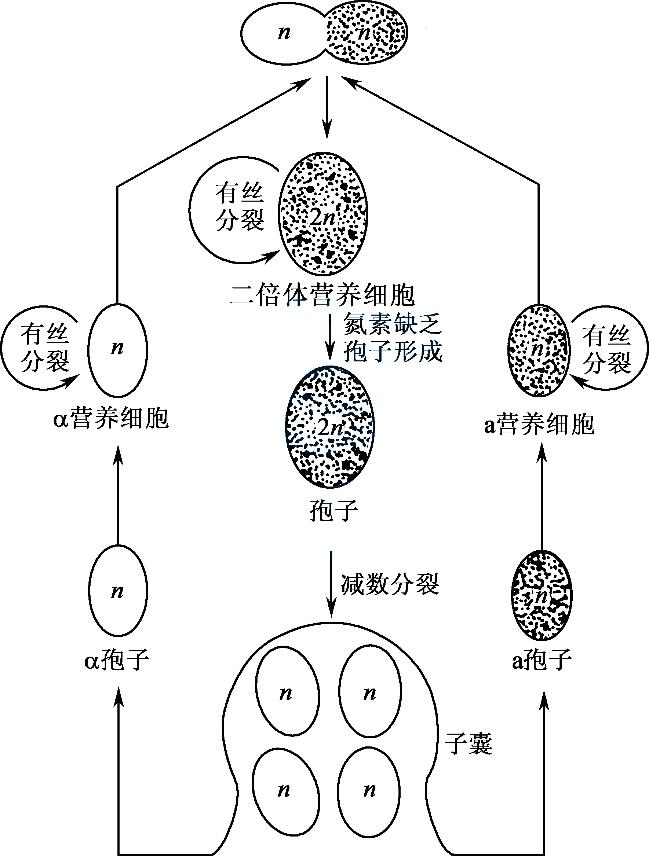 n
n
有丝
分裂
2n
二倍体营养细胞
氮素缺乏
孢子形成
有丝
分裂
n
α营养细胞
n
有丝
分裂
a营养细胞
2n
孢子
减数分裂
n
α孢子
n
a孢子
n
n
子囊
n
n